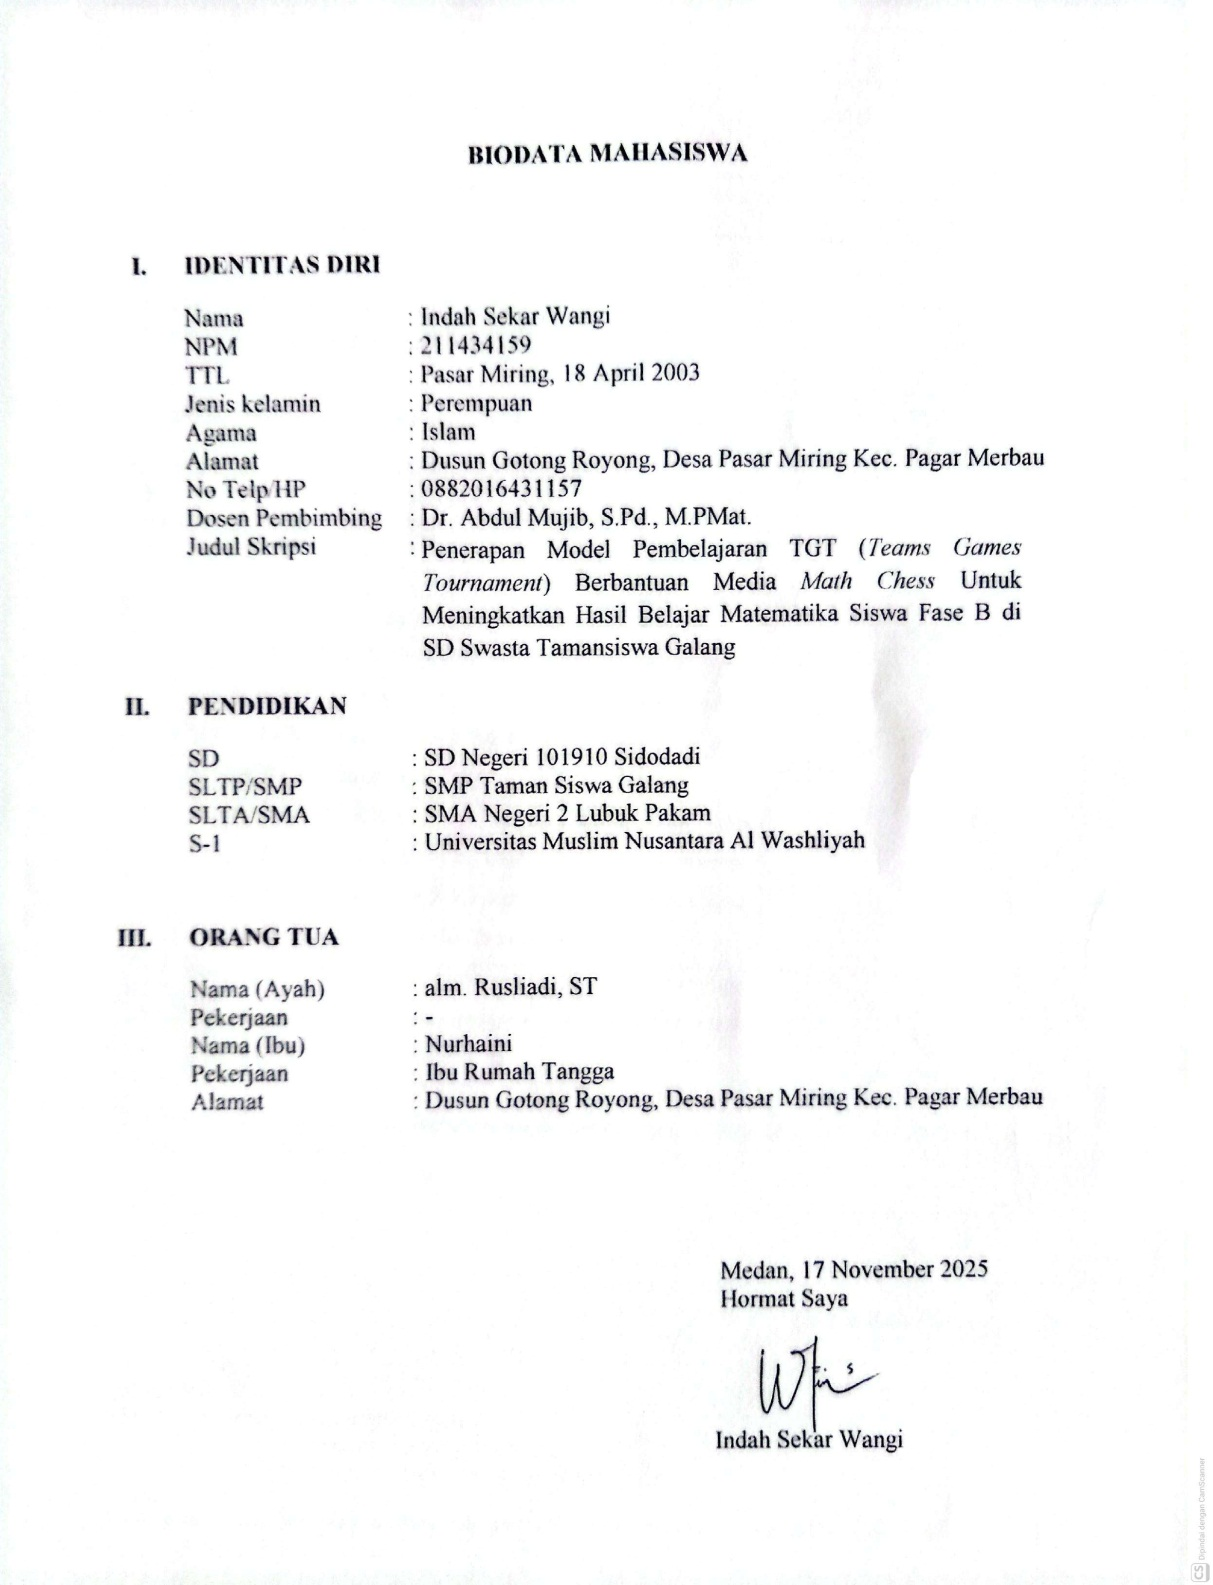 BIODATA MAHASISWA
I. IDENTITAS DIRI
Nama : Indah Sekar Wangi
NPM : 211434159
TTL : Pasar Miring, 18 April 2003
Jenis kelamin : Perempuan
Agama : Islam
Alamat : Dusun Gotong Royong, Desa Pasar Miring Kec. Pagar Merbau
No Telp/HP : 0882016431157
Dosen Pembimbing : Dr. Abdul Mujib, S.Pd., M.PMat.
Judul Skripsi : Penerapan Model Pembelajaran TGT (Teams Games
Tournament) Berbantuan Media Math Chess Untuk
Meningkatkan Hasil Belajar Matematika Siswa Fase B di
SD Swasta Tamansiswa Galang
II. PENDIDIKAN
SD : SD Negeri 101910 Sidodadi
SLTP/SMP : SMP Taman Siswa Galang
SLTA/SMA : SMA Negeri 2 Lubuk Pakam
S-1 : Universitas Muslim Nusantara Al Washliyah
III. ORANG TUA
Nama (Ayah) : alm. Rusliadi, ST
Pekerjaan : -
Nama (Ibu) : Nurhaini
Pekerjaan : Ibu Rumah Tangga
Alamat : Dusun Gotong Royong, Desa Pasar Miring Kec. Pagar Merbau
Medan, 17 November 2025
Hormat Saya
Indah Sekar Wangi
CS Dipindai dengan CamScanner